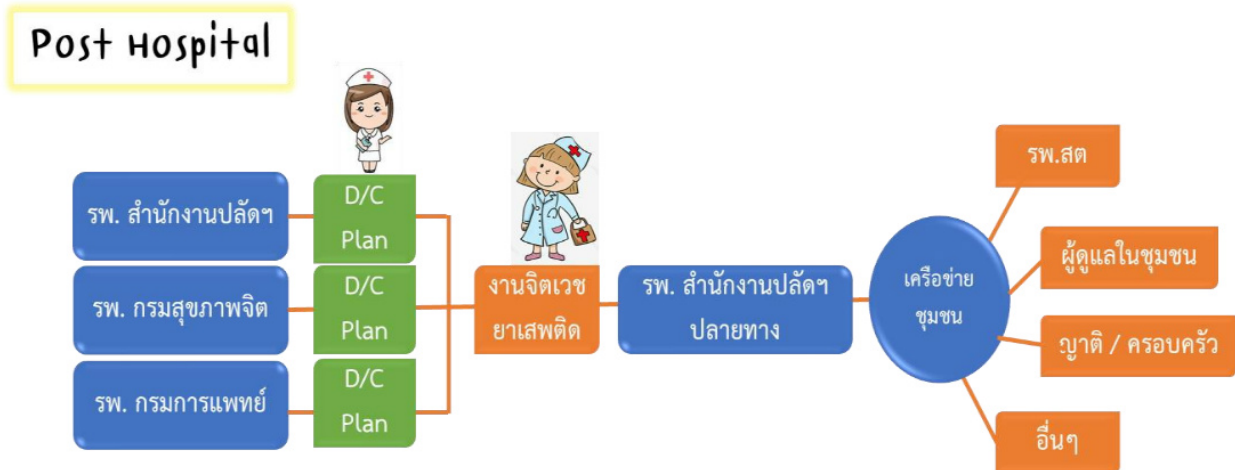 Post Hospital
รพ. สำนักงานปลัดฯ
D/C
Plan
รพ. กรมสุขภาพจิต
D/C
Plan
รพ. กรมการแพทย์
D/C
Plan
งานจิตเวช
ยาเสพติด
รพ. สำนักงานปลัดฯ
ปลายทาง
เครือข่าย
ชุมชน
รพ.สต
ผู้ดูแลในชุมชน
ญาติ / ครอบครัว
อื่นๆ